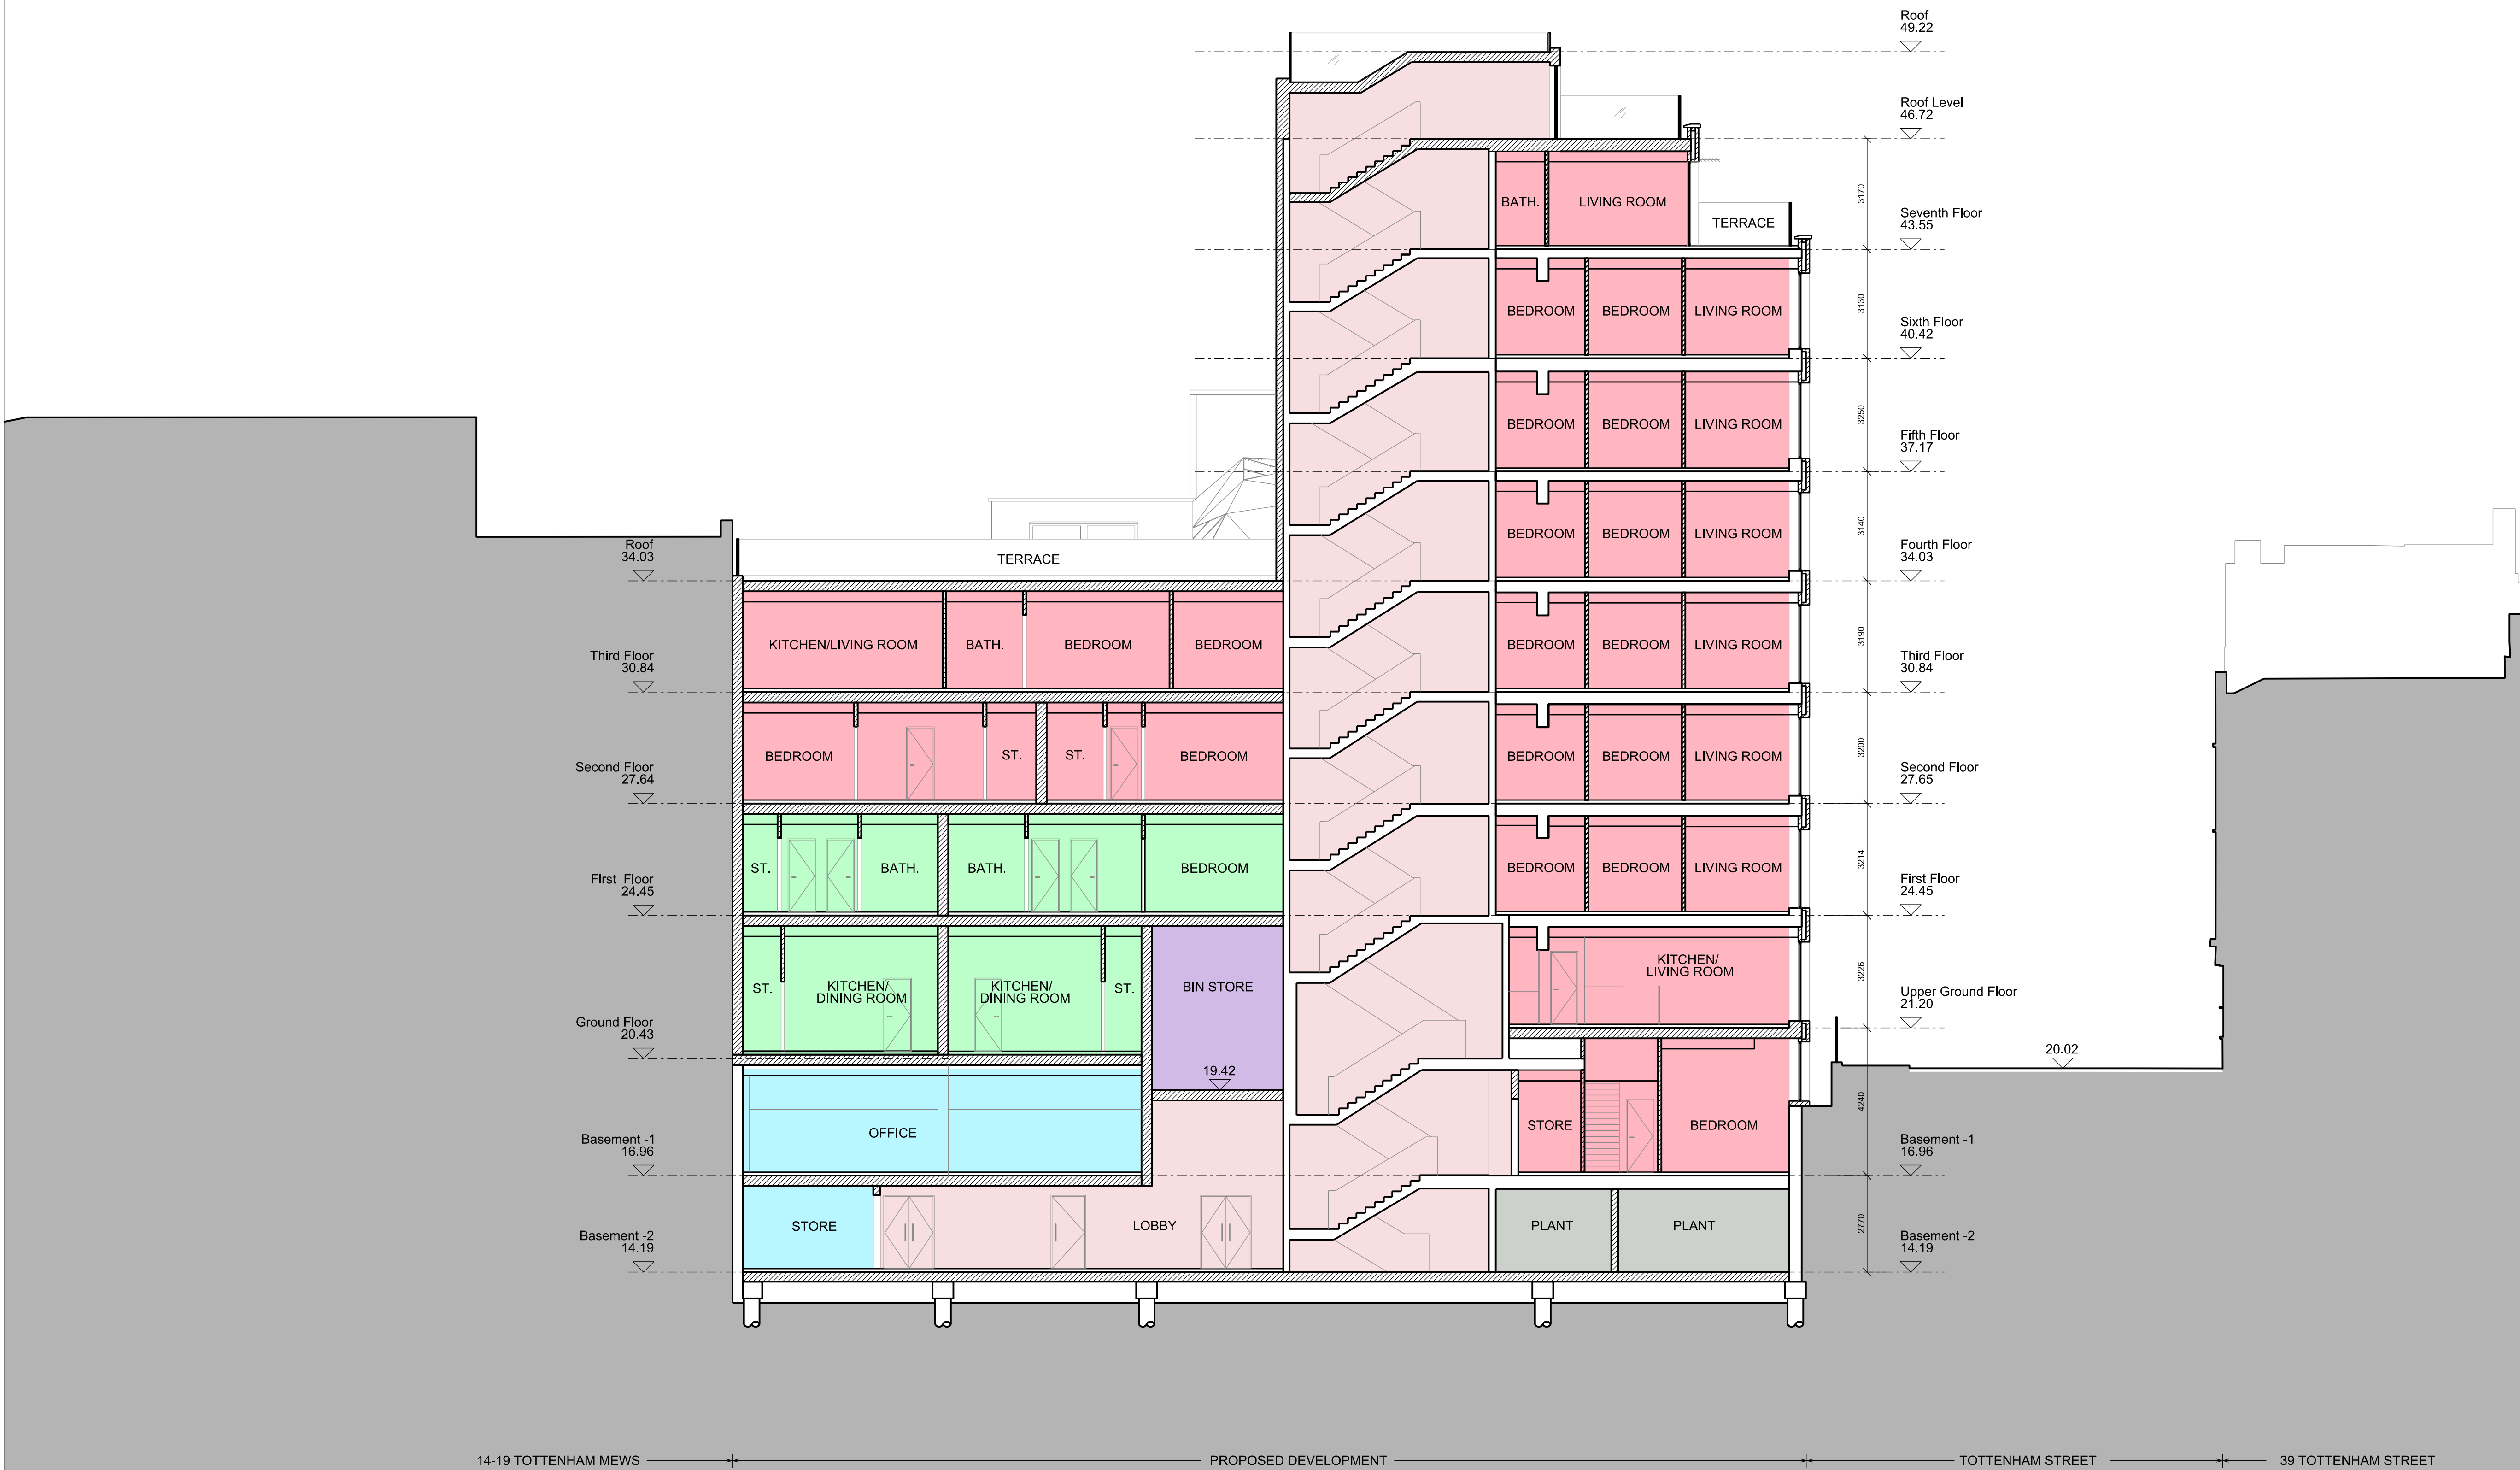 Roof
49.22
Roof Level
46.72
3170
BATH.
LIVING ROOM
TERRACE
Seventh Floor
43.55
3130
BEDROOM
BEDROOM
LIVING ROOM
Sixth Floor
40.42
3250
BEDROOM
BEDROOM
LIVING ROOM
Fifth Floor
37.17
3140
BEDROOM
BEDROOM
LIVING ROOM
Roof
34.03
TERRACE
Fourth Floor
34.03
3190
KITCHEN/LIVING ROOM
BATH.
BEDROOM
BEDROOM
BEDROOM
BEDROOM
LIVING ROOM
Third Floor
30.84
Third Floor
30.84
3200
BEDROOM
ST.
ST.
BEDROOM
BEDROOM
BEDROOM
LIVING ROOM
Second Floor
27.64
Second Floor
27.65
3214
ST.
BATH.
BATH.
BEDROOM
BEDROOM
BEDROOM
LIVING ROOM
First Floor
24.45
First Floor
24.45
3226
ST.
KITCHEN/
DINING ROOM
KITCHEN/
DINING ROOM
ST.
BIN STORE
KITCHEN/
LIVING ROOM
Upper Ground Floor
21.20
Ground Floor
20.43
20.02
19.42
4240
OFFICE
STORE
BEDROOM
Basement -1
16.96
Basement -1
16.96
2770
STORE
LOBBY
PLANT
PLANT
Basement -2
14.19
Basement -2
14.19
14-19 TOTTENHAM MEWS
PROPOSED DEVELOPMENT
TOTTENHAM STREET
39 TOTTENHAM STREET